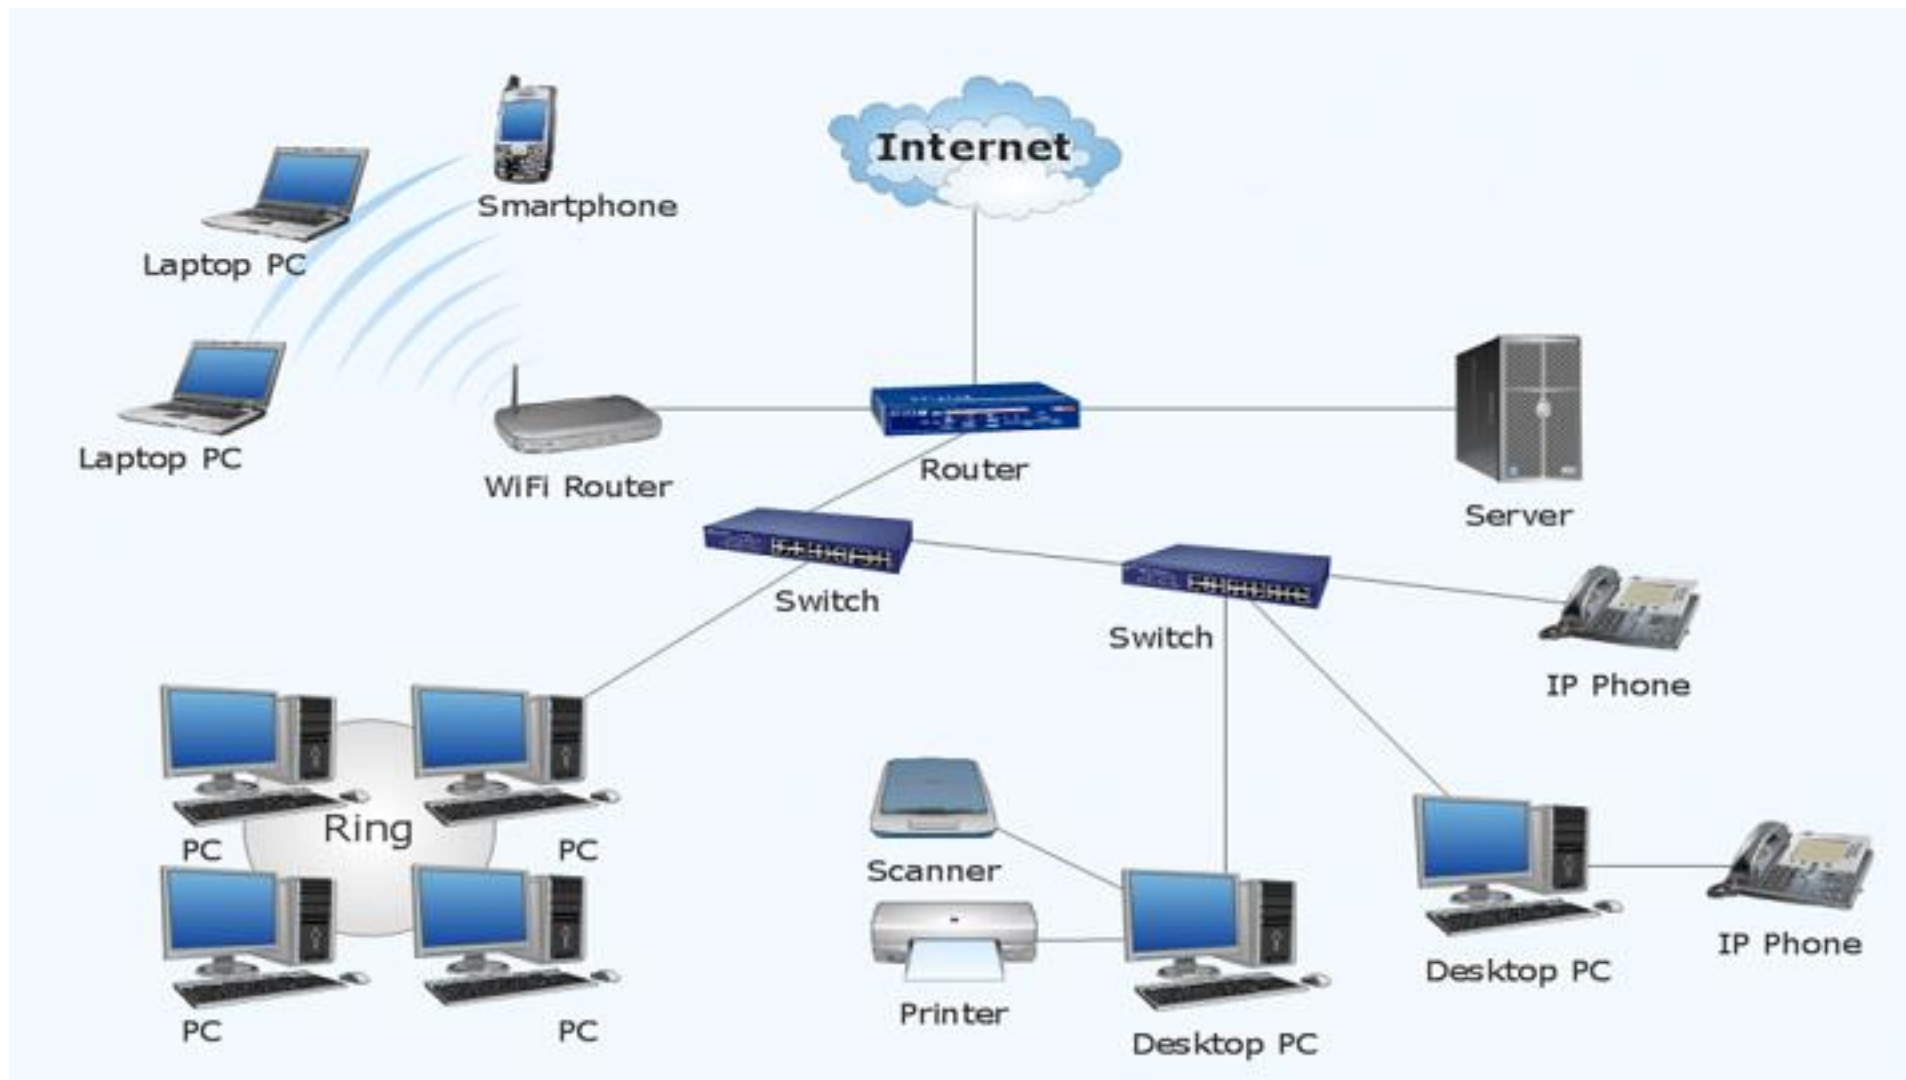 Internet
Smartphone
Laptop PC
Laptop PC
WiFi Router
Router
Server
Switch
Switch
IP Phone
Ring
PC
PC
Scanner
IP Phone
Desktop PC
Printer
PC
PC
Desktop PC